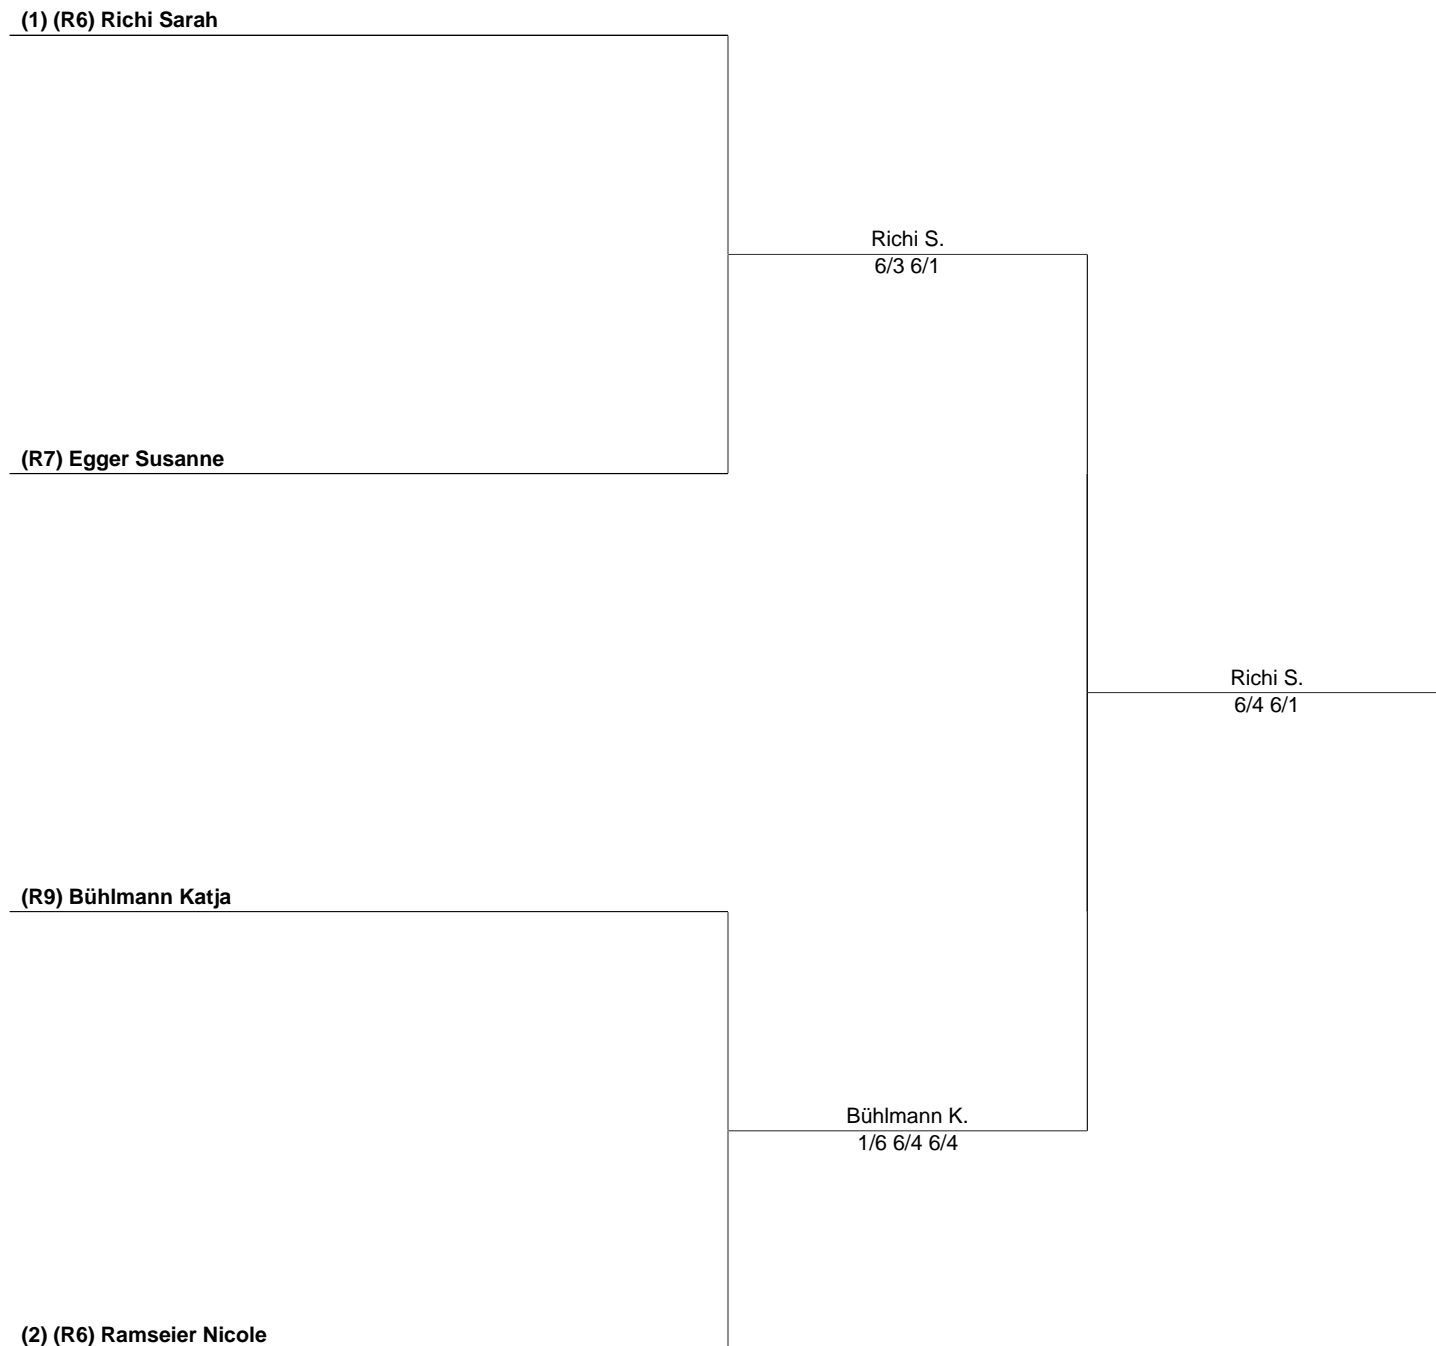 (1) (R6) Richi Sarah
Richi S.
6/3 6/1
(R7) Egger Susanne
Richi S.
6/4 6/1
(R9) Bühlmann Katja
Bühlmann K.
1/6 6/4 6/4
(2) (R6) Ramseier Nicole